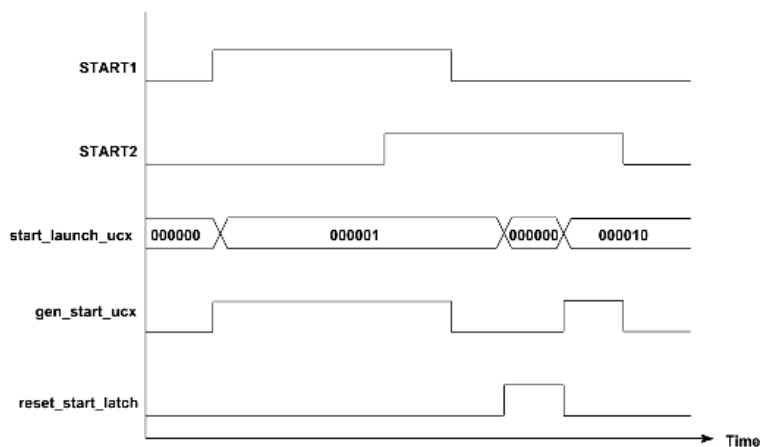 START1
START2
start_launch_ucx 000000 000001 000000 000010
gen_start_ucx
reset_start_latch
Time